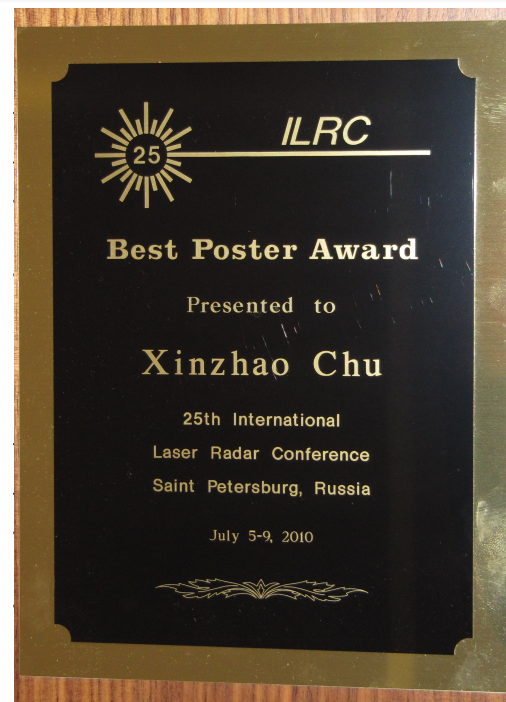 ILRC
25
Best Poster Award
Presented to
Xinzhao Chu
25th International
Laser Radar Conference
Saint Petersburg, Russia
July 5-9, 2010